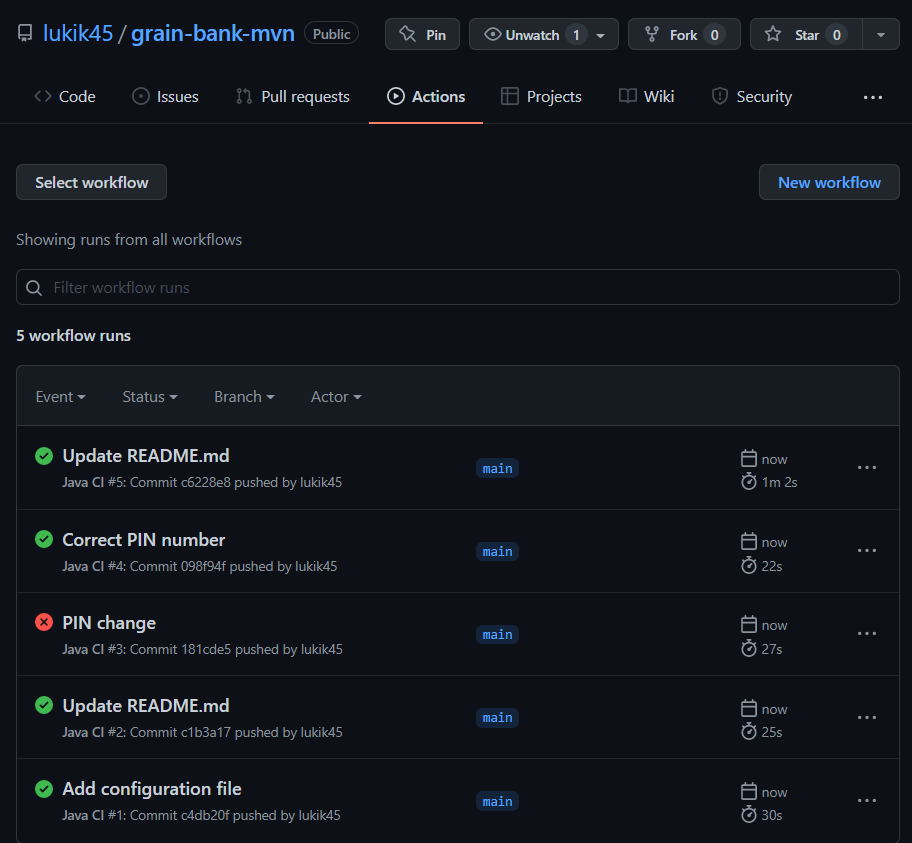 lukik45 / grain-bank-mvn Public Pin Unwatch 1 Fork 0 Star 0
Code Issues Pull requests Actions Projects Wiki Security ...
Select workflow New workflow
Showing runs from all workflows
Filter workflow runs
5 workflow runs
Event Status Branch Actor
Update README.md
Java CI #5: Commit c6228e8 pushed by lukik45
main
now
1m 2s
Correct PIN number
Java CI #4: Commit 098f94f pushed by lukik45
main
now
22s
PIN change
Java CI #3: Commit 181cde5 pushed by lukik45
main
now
27s
Update README.md
Java CI #2: Commit c1b3a17 pushed by lukik45
main
now
25s
Add configuration file
Java CI #1: Commit c4db20f pushed by lukik45
main
now
30s